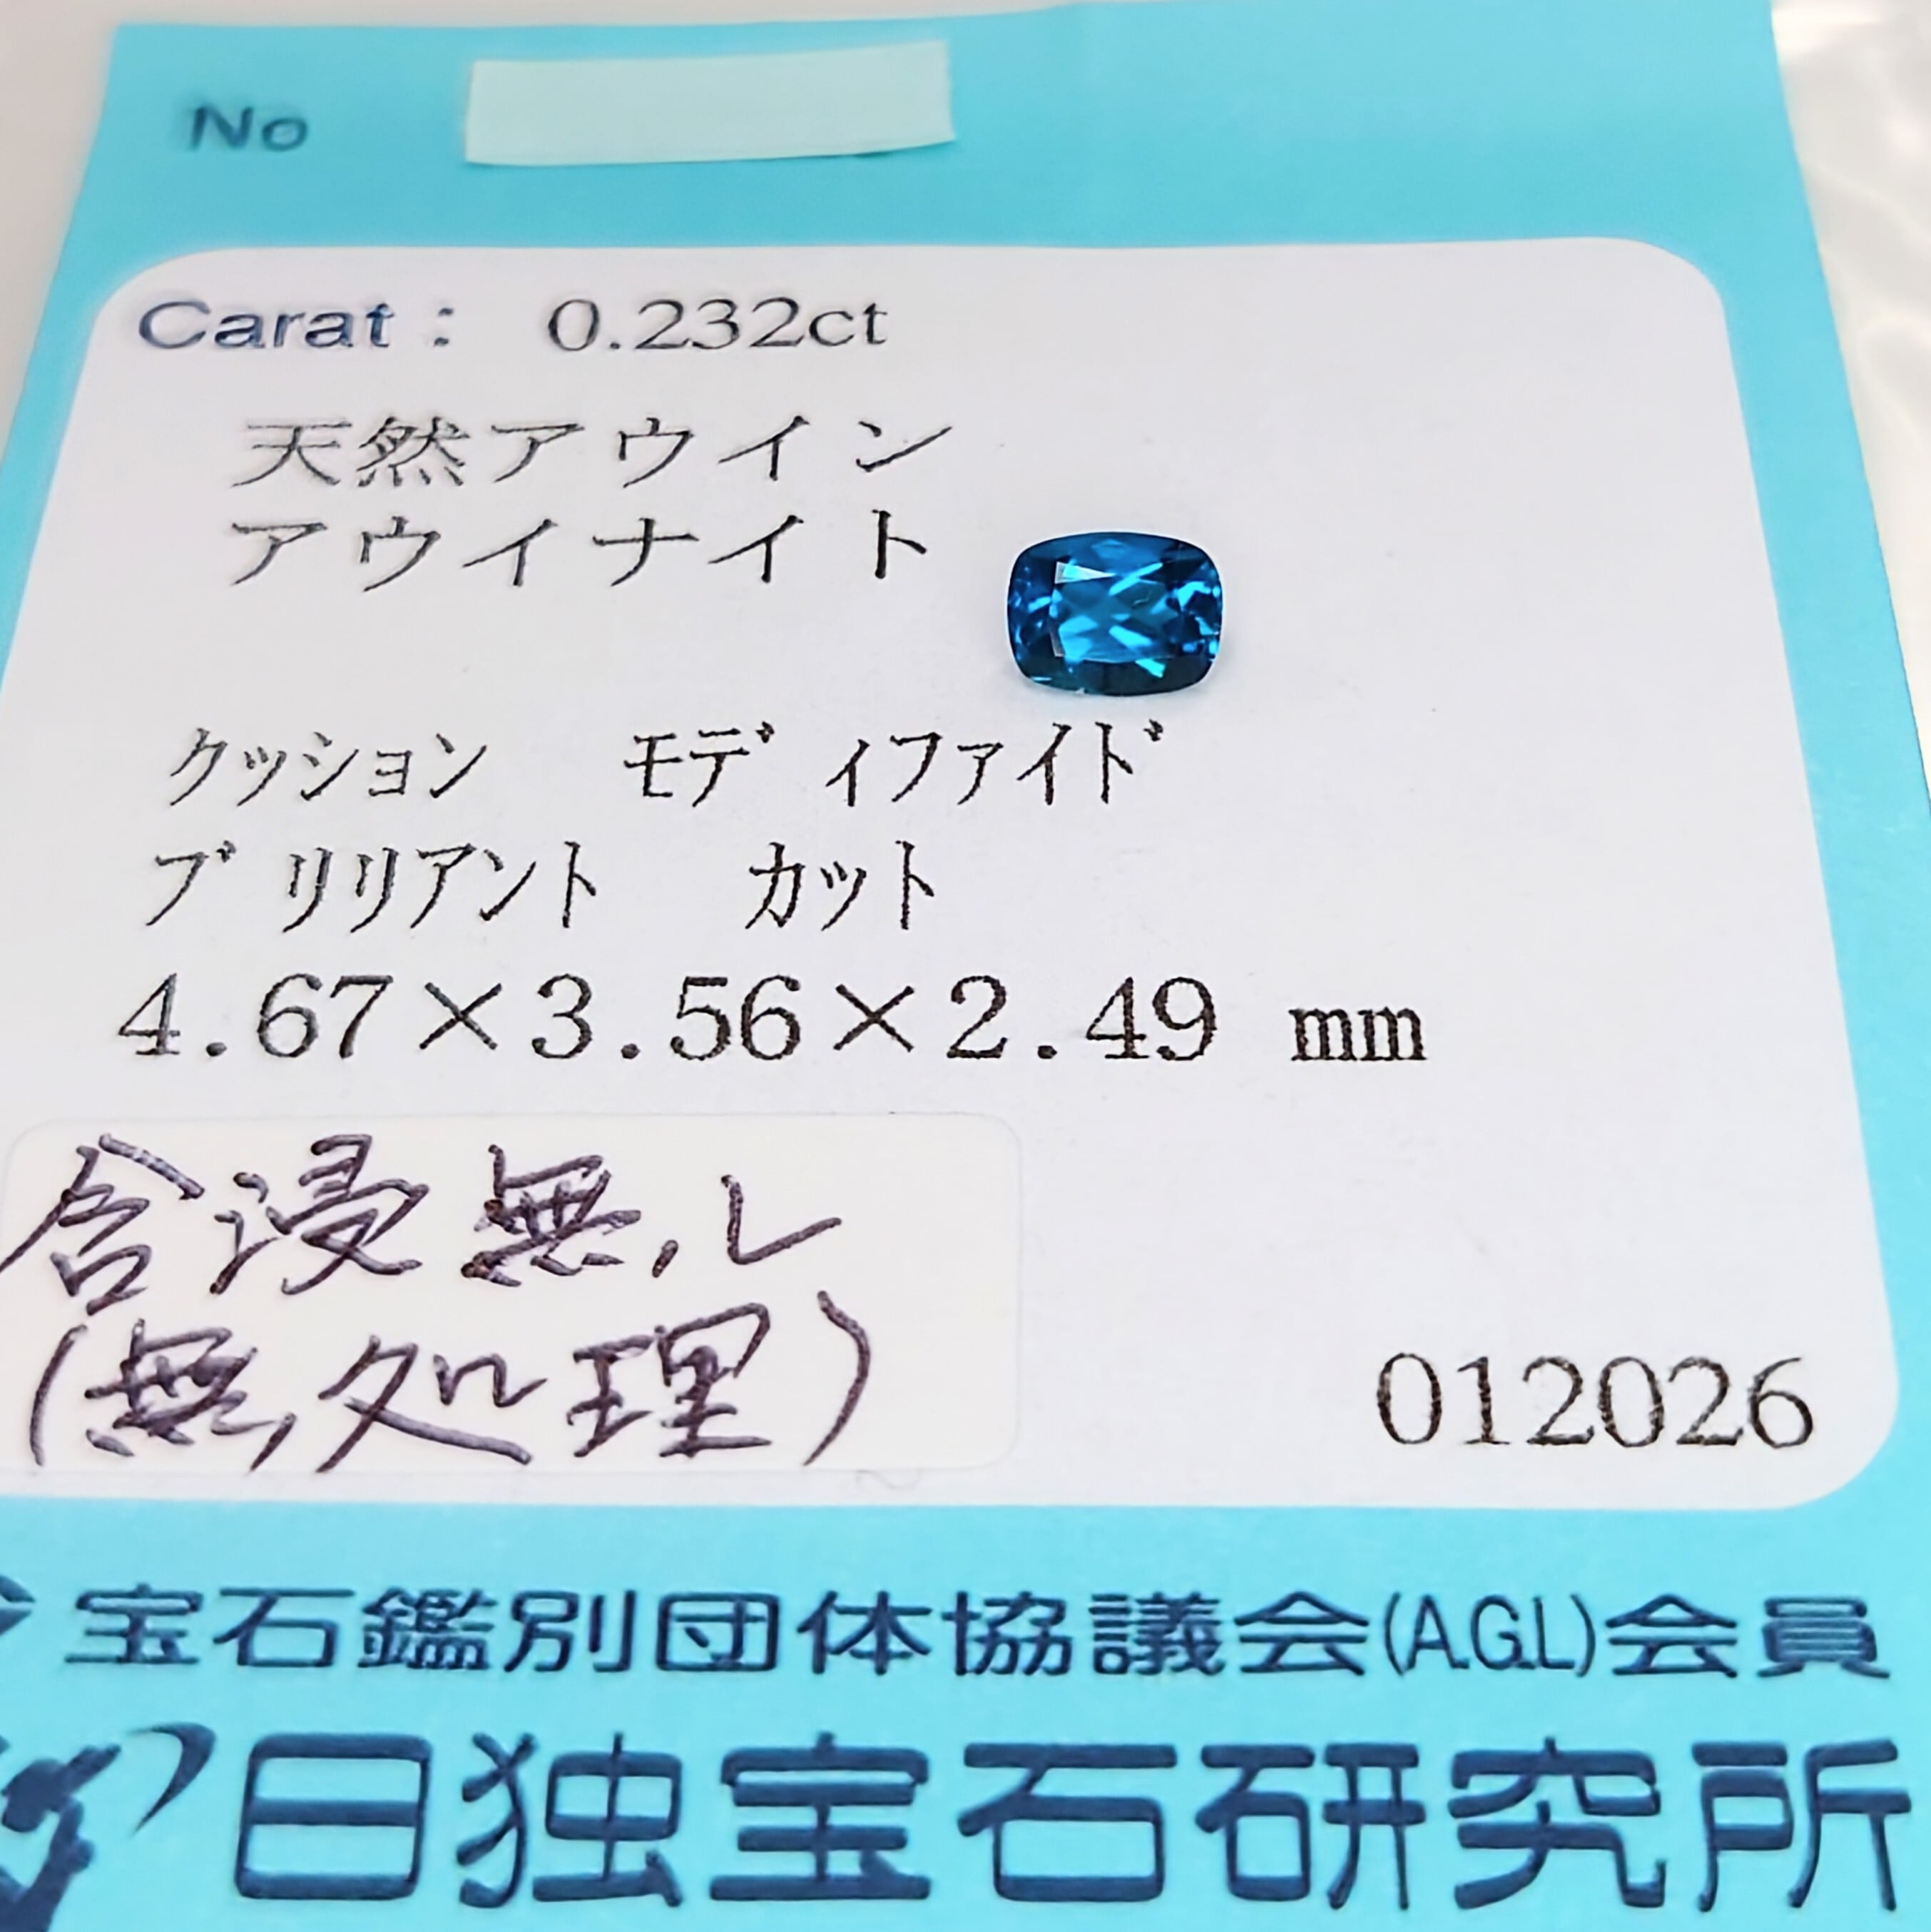 No
Carat： 0.232ct
天然アウイン
アウイナイト
クッション モディファイド
ブリリアント カット
4.67×3.56×2.49 mm
含浸無し
(無処理)
012026
宝石鑑別団体協議会(A.G.L)会員
日独宝石研究所